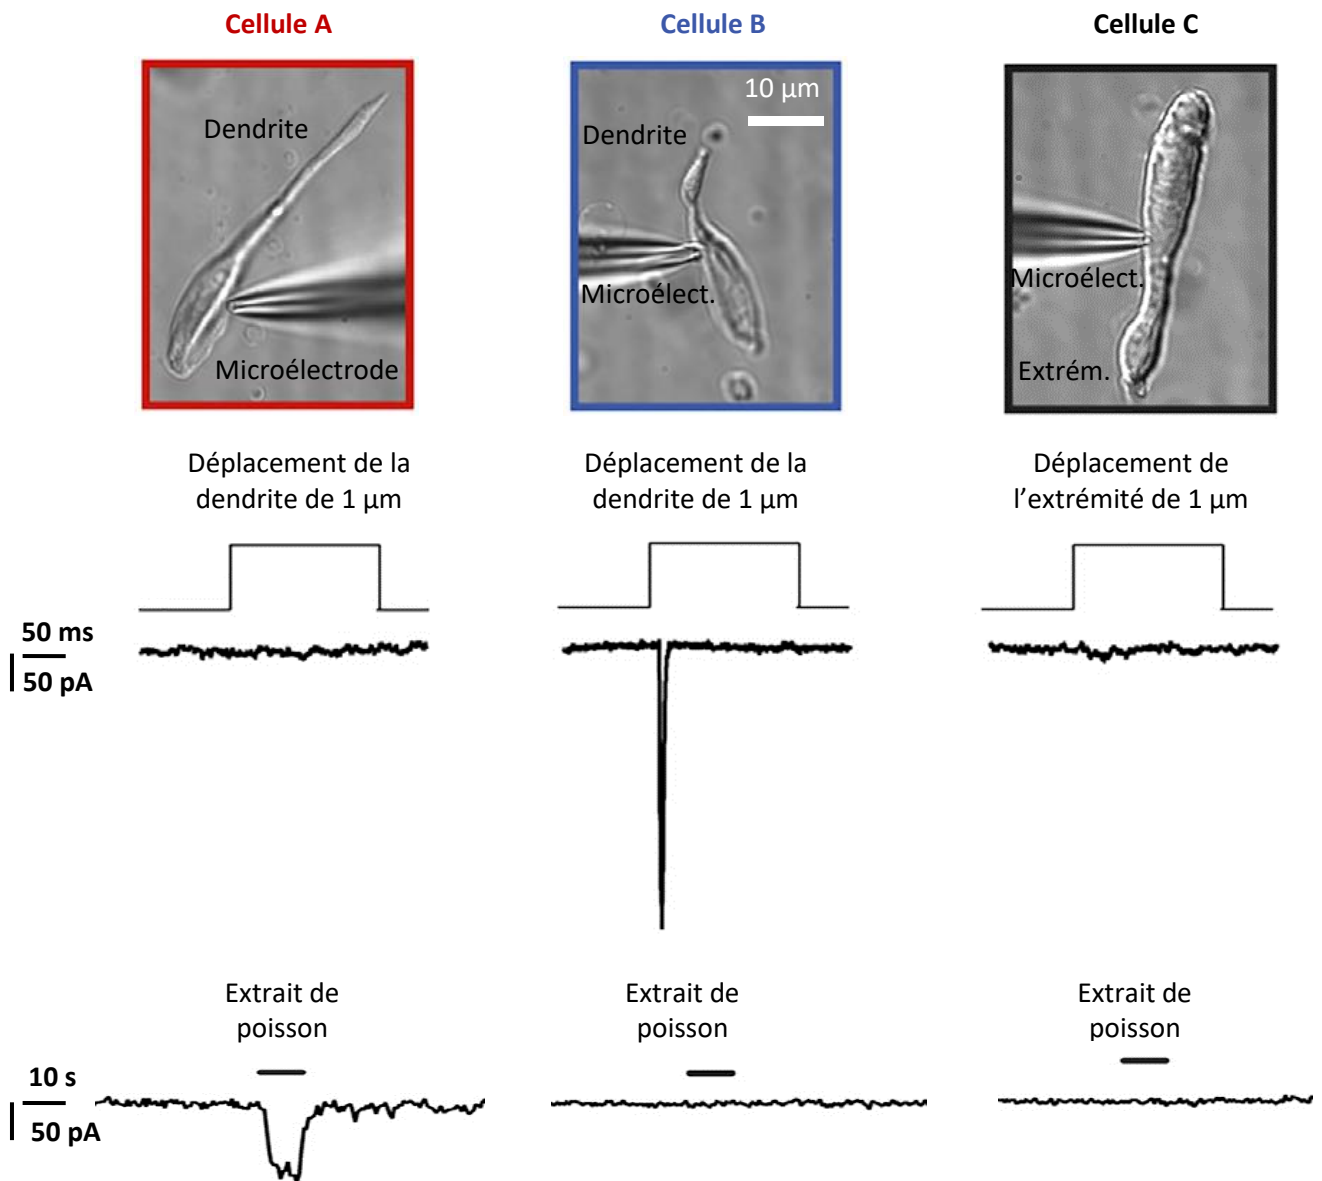 Cellule A
Cellule B
Cellule C
Dendrite
Microélectrode
10 µm
Dendrite
Microélect.
Microélect.
Extrém.
Déplacement de la
dendrite de 1 µm
Déplacement de la
dendrite de 1 µm
Déplacement de
l’extrémité de 1 µm
50 ms
50 pA
Extrait de
poisson
Extrait de
poisson
Extrait de
poisson
10 s
50 pA